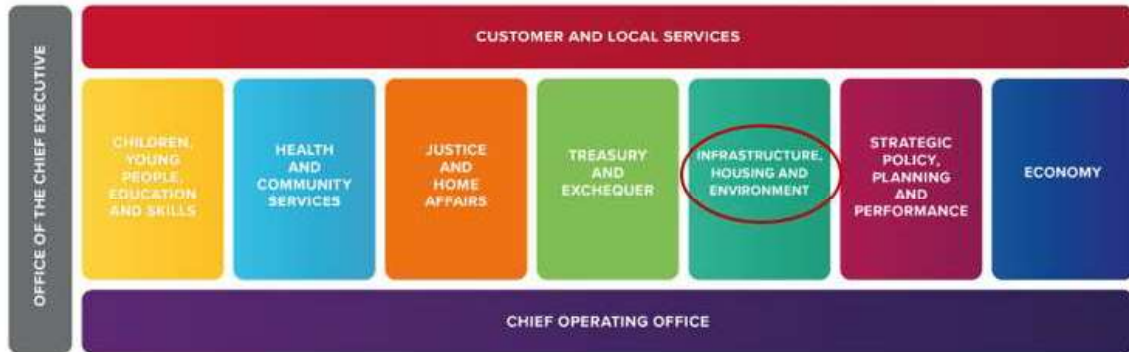 OFFICE OF THE CHIEF EXECUTIVE
CUSTOMER AND LOCAL SERVICES
CHILDREN,
YOUNG
PEOPLE,
EDUCATION
AND SKILLS
HEALTH
AND
COMMUNITY
SERVICES
JUSTICE
AND
HOME
AFFAIRS
TREASURY
AND
EXCHEQUER
INFRASTRUCTURE,
HOUSING AND
ENVIRONMENT
STRATEGIC
POLICY,
PLANNING
AND
PERFORMANCE
ECONOMY
CHIEF OPERATING OFFICE